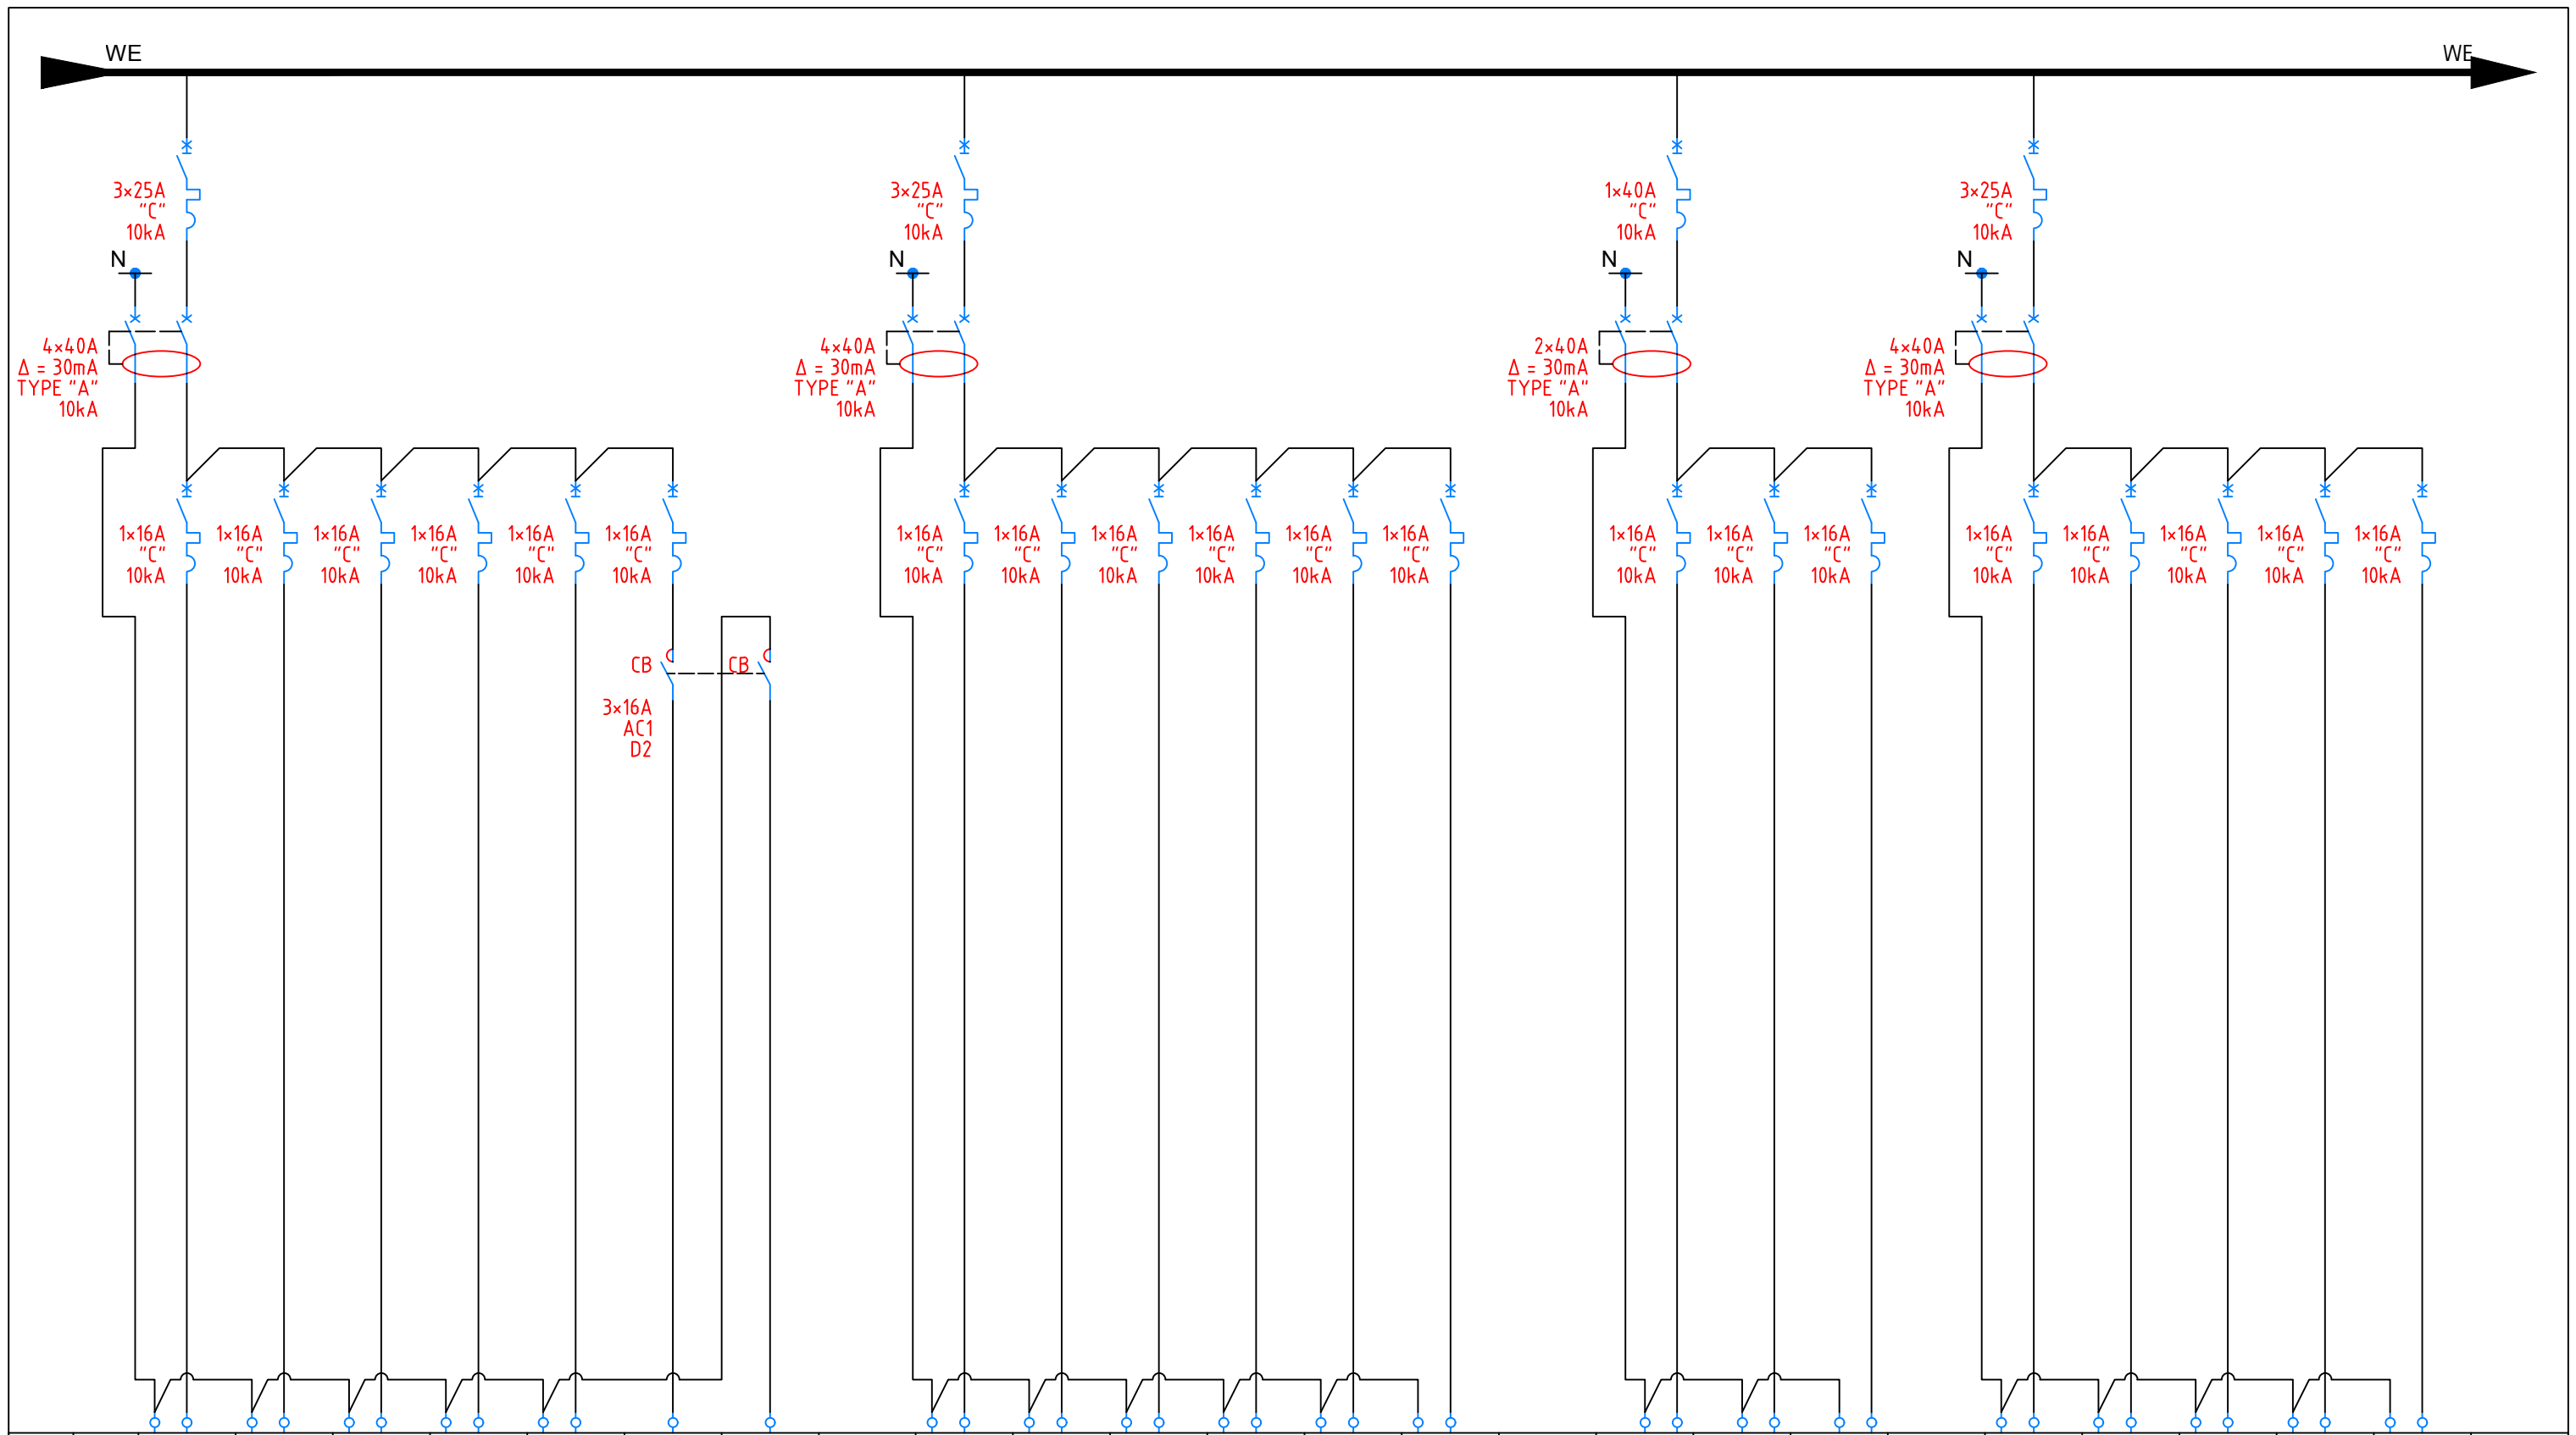 WE
WE
3×25A
"C"
10kA
3×25A
"C"
10kA
1×40A
"C"
10kA
3×25A
"C"
10kA
N
N
N
N
4×40A
Δ = 30mA
TYPE "A"
10kA
4×40A
Δ = 30mA
TYPE "A"
10kA
2×40A
Δ = 30mA
TYPE "A"
10kA
4×40A
Δ = 30mA
TYPE "A"
10kA
1×16A
"C"
10kA
1×16A
"C"
10kA
1×16A
"C"
10kA
1×16A
"C"
10kA
1×16A
"C"
10kA
1×16A
"C"
10kA
1×16A
"C"
10kA
1×16A
"C"
10kA
1×16A
"C"
10kA
1×16A
"C"
10kA
1×16A
"C"
10kA
1×16A
"C"
10kA
1×16A
"C"
10kA
1×16A
"C"
10kA
1×16A
"C"
10kA
1×16A
"C"
10kA
1×16A
"C"
10kA
1×16A
"C"
10kA
1×16A
"C"
10kA
1×16A
"C"
10kA
CB
CB
3×16A
AC1
D2